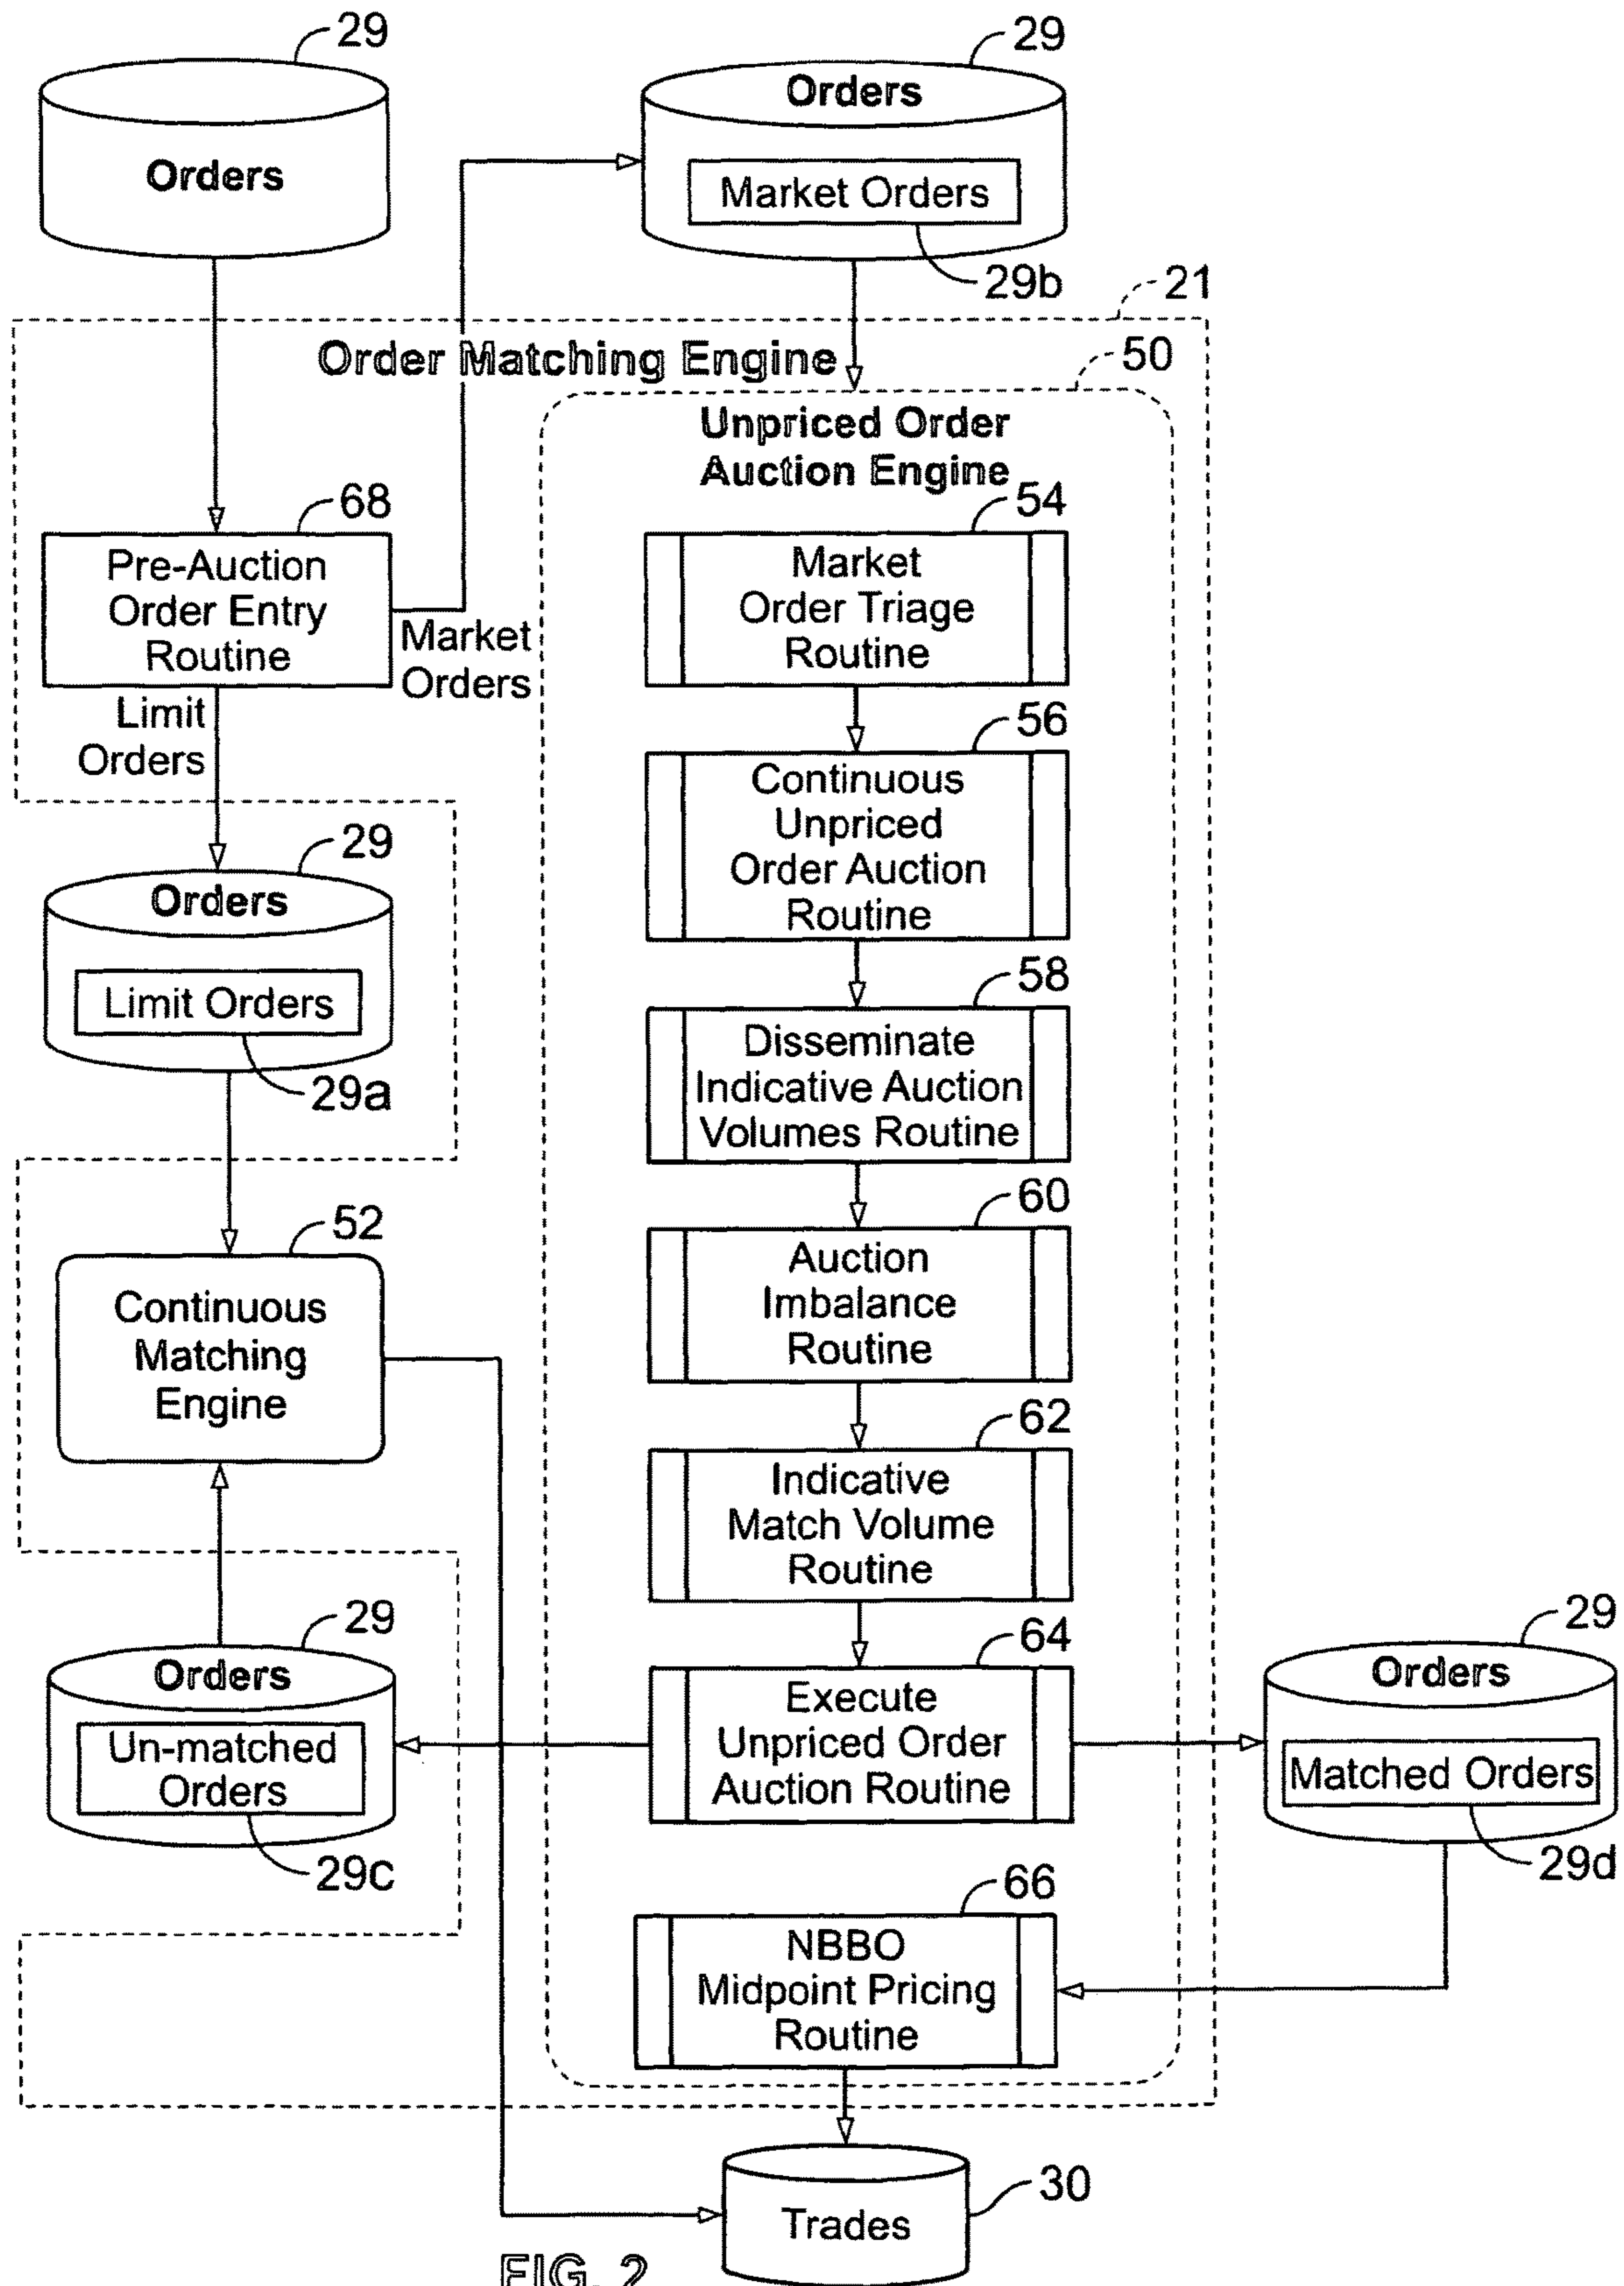 29
Orders
29
Orders
Market Orders
29b
21
Order Matching Engine
50
Unpriced Order
Auction Engine
68
Pre-Auction
Order Entry
Routine
Market
Orders
Limit
Orders
54
Market
Order Triage
Routine
56
Continuous
Unpriced
Order Auction
Routine
29
Orders
Limit Orders
29a
58
Disseminate
Indicative Auction
Volumes Routine
52
Continuous
Matching
Engine
60
Auction
Imbalance
Routine
62
Indicative
Match Volume
Routine
29
Orders
Un-matched
Orders
29c
64
Execute
Unpriced Order
Auction Routine
29
Orders
Matched Orders
29d
66
NBBO
Midpoint Pricing
Routine
30
Trades
FIG. 2